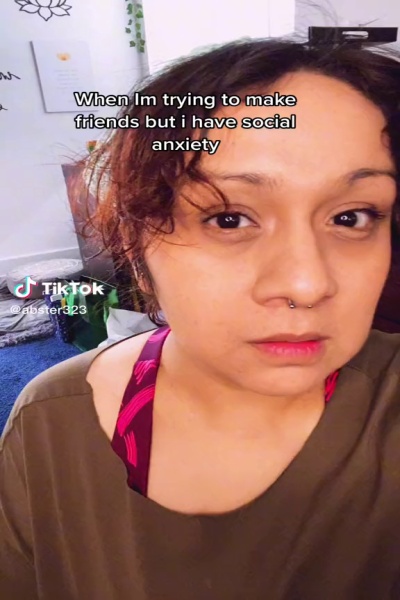 When Im trying to make
friends but i have social
anxiety
TikTok
@abster323